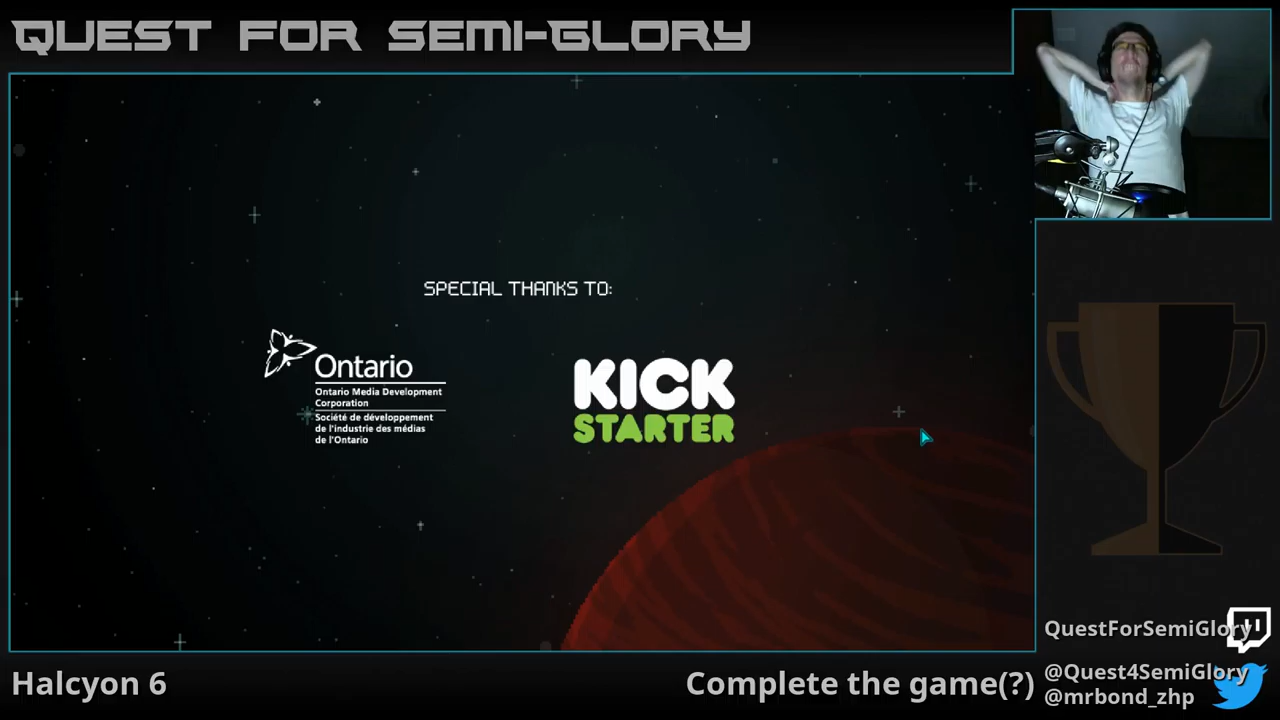 QUEST FOR SEMI-GLORY
SPECIAL THANKS TO:
Ontario
Ontario Media Development
Corporation
Société de développement
de l'industrie des médias
de l'Ontario
KICK
STARTER
QuestForSemiGlory
@Quest4SemiGlory
@mrbond_zhp
Halcyon 6
Complete the game(?)